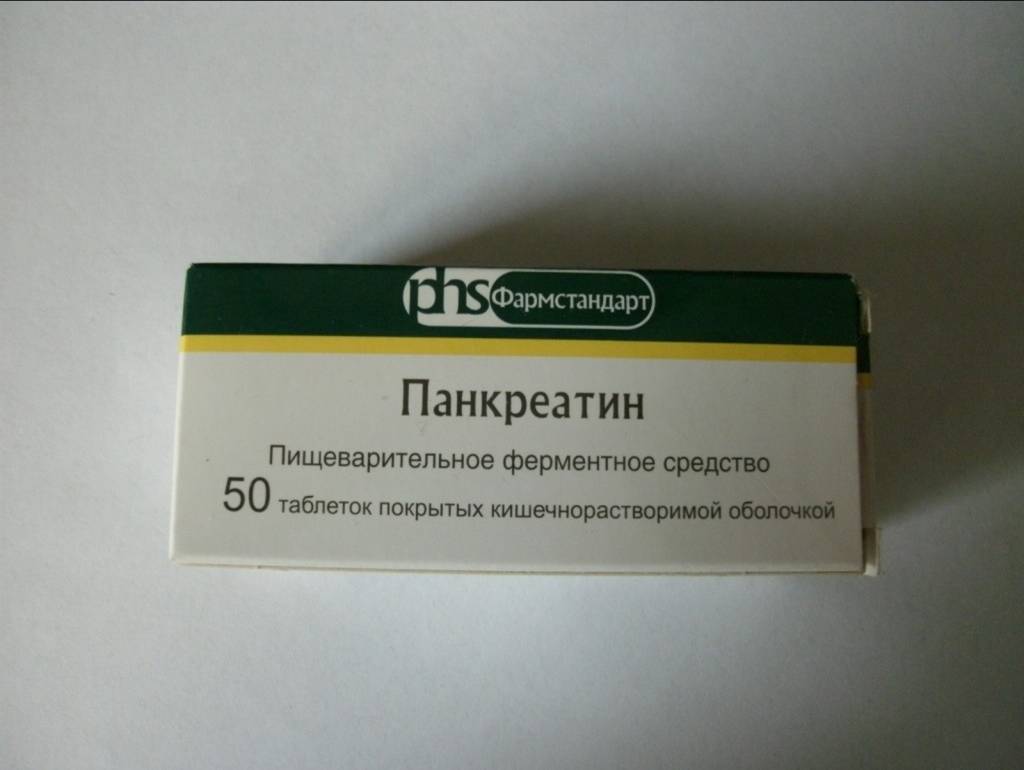 phs Фармстандарт
Панкреатин
Пищеварительное ферментное средство
50 таблеток покрытых кишечнорастворимой оболочкой